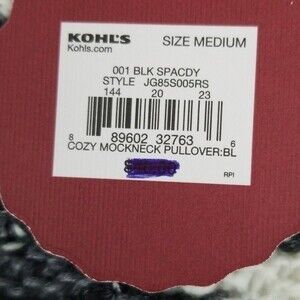 KOHL'S
Kohls.com
SIZE MEDIUM
001 BLK SPACDY
STYLE JG85S005RS
144 20 23
8 89602 32763 6
COZY MOCKNECK PULLOVER:BL
RPI